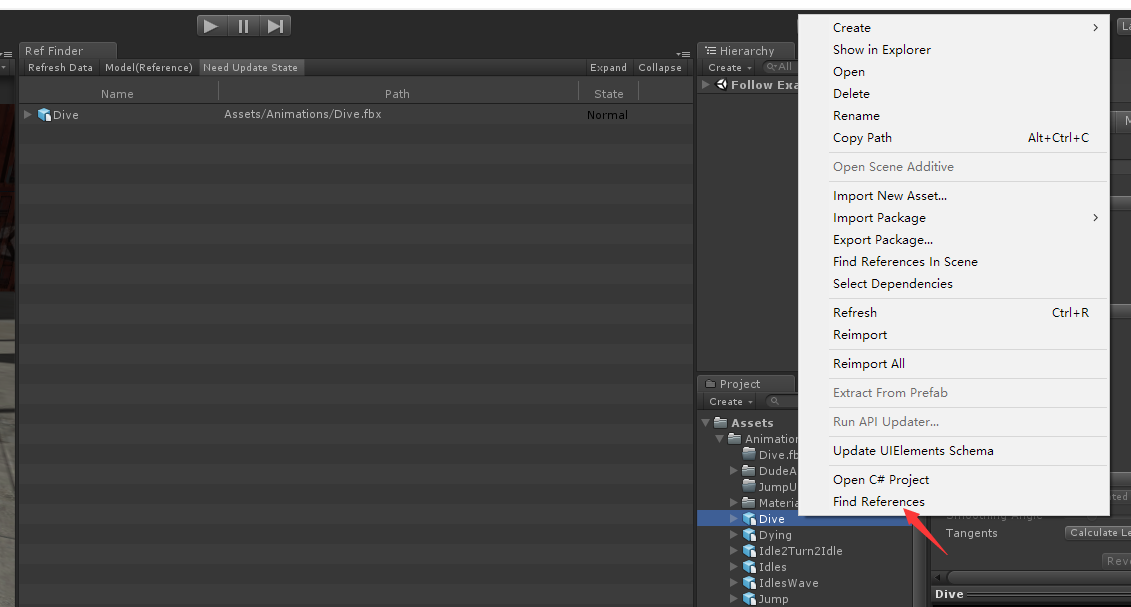 Ref Finder
Refresh Data Model(Reference) Need Update State Expand Collapse
Name Path State
Dive Assets/Animations/Dive.fbx Normal
Hierarchy
Create All
Follow Exa
Create
Show in Explorer
Open
Delete
Rename
Copy Path Alt+Ctrl+C
Open Scene Additive
Import New Asset...
Import Package
Export Package...
Find References In Scene
Select Dependencies
Refresh Ctrl+R
Reimport
Reimport All
Extract From Prefab
Run API Updater...
Update UIElements Schema
Open C# Project
Find References
Project
Create
Assets
Animation
Dive.fb
DudeA
JumpU
Materia
Dive
Dying
Idle2Turn2Idle
Idles
IdlesWave
Jump
Smoothing Angle
Tangents Calculate Le
Reve
Dive